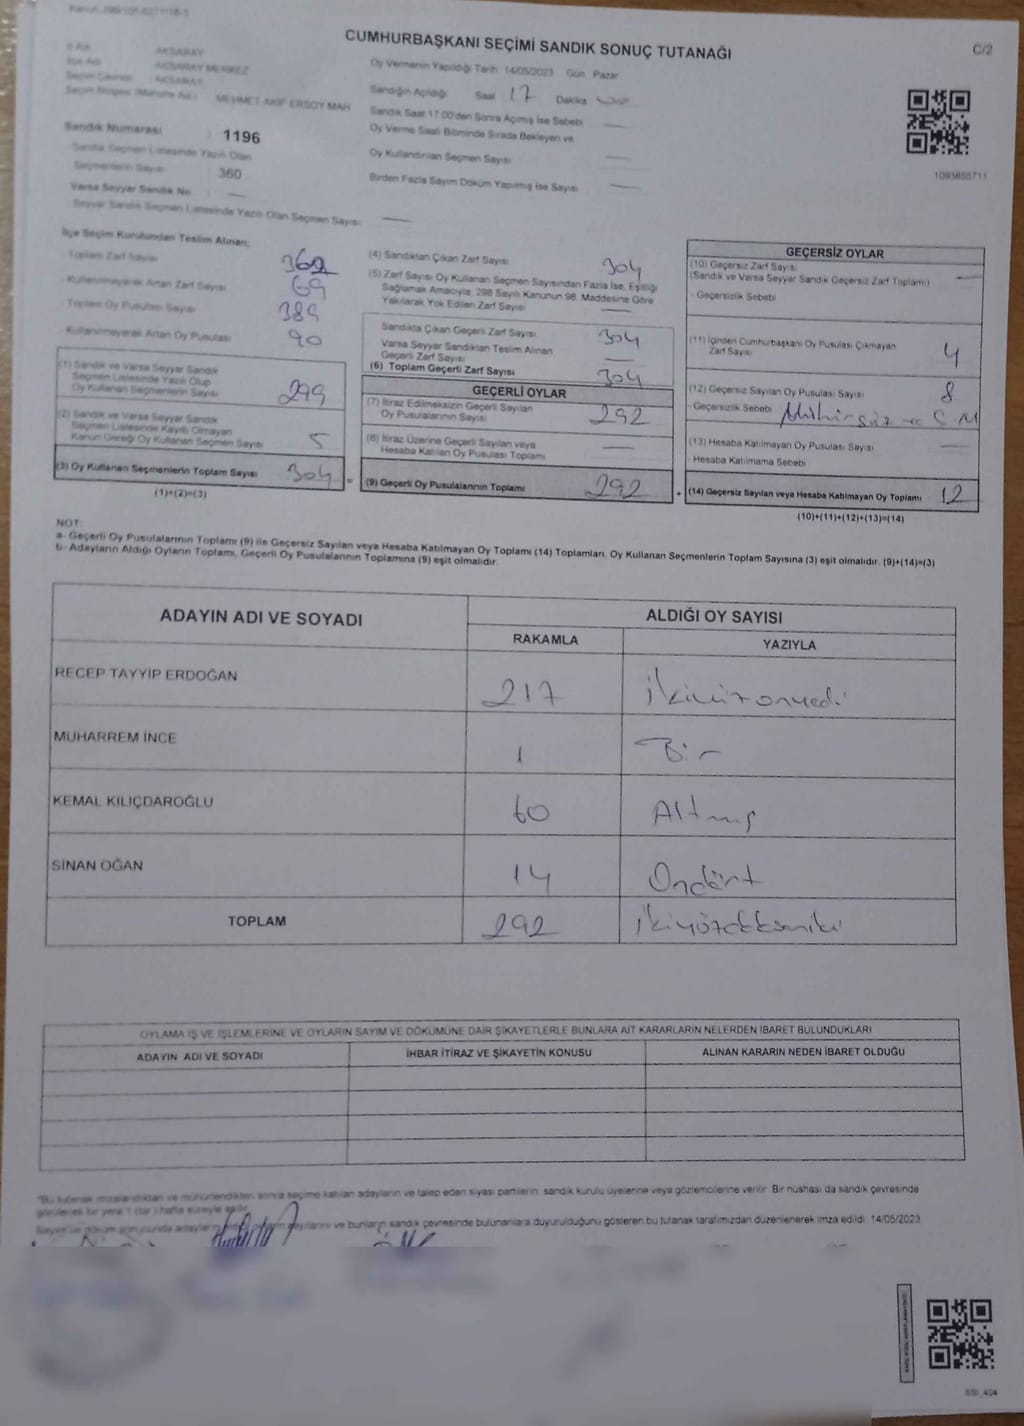 CUMHURBAŞKANI SEÇİMİ SANDIK SONUÇ TUTANAĞI
C/2
İli Adı AKSARAY
İlçe Adı AKSARAY MERKEZ
Seçim Çevresi AKSARAY
Seçim Bölgesi (Mahalle Ad.) MEHMET AKİF ERSOY MAH
Sandık Numarası : 1196
Sandık Seçmen Listesinde Yazılı Olan
Seçmenlerin Sayısı 360
Varsa Seyyar Sandık No —
Seyyar Sandık Seçmen Listesinde Yazılı Olan Seçmen Sayısı —
Oy Vermenin Yapıldığı Tarih 14/05/2023 Gün Pazar
Sandığın Açıldığı Saat 17 Dakika
Sandık Saat 17:00'den Sonra Açılmış İse Sebebi —
Oy Verme Saati Bitiminde Sırada Bekleyen ve
Oy Kullandırılan Seçmen Sayısı —
Birden Fazla Sayım Döküm Yapılmış İse Sayısı —
1093855711
İlçe Seçim Kurulundan Teslim Alınan;
Toplam Zarf Sayısı
Kullanılmayarak Artan Zarf Sayısı 69
Toplam Oy Pusulası Sayısı
Kullanılmayarak Artan Oy Pusulası 90
(1) Sandık ve Varsa Seyyar Sandık
Seçmen Listesinde Yazılı Olup
Oy Kullanan Seçmenlerin Sayısı 299
(2) Sandık ve Varsa Seyyar Sandık
Seçmen Listesinde Kayıtlı Olmayan
Kanun Gereği Oy Kullanan Seçmen Sayısı 5
(3) Oy Kullanan Seçmenlerin Toplam Sayısı 304
(1)+(2)=(3)
(4) Sandıktan Çıkan Zarf Sayısı 304
(5) Zarf Sayısı Oy Kullanan Seçmen Sayısından Fazla İse, Eşitliği
Sağlamak Amacıyla, 298 Sayılı Kanunun 98. Maddesine Göre
Yakılarak Yok Edilen Zarf Sayısı —
Sandıkta Çıkan Geçerli Zarf Sayısı 304
Varsa Seyyar Sandıktan Teslim Alınan
Geçerli Zarf Sayısı —
(6) Toplam Geçerli Zarf Sayısı 304
GEÇERLİ OYLAR
(7) İtiraz Edilmeksizin Geçerli Sayılan
Oy Pusulalarının Sayısı 292
(8) İtiraz Üzerine Geçerli Sayılan veya
Hesaba Katılan Oy Pusulası Toplamı —
= (9) Geçerli Oy Pusulalarının Toplamı 292
GEÇERSİZ OYLAR
(10) Geçersiz Zarf Sayısı
(Sandık ve Varsa Seyyar Sandık Geçersiz Zarf Toplamı) —
- Geçersizlik Sebebi
(11) İçinden Cumhurbaşkanı Oy Pusulası Çıkmayan
Zarf Sayısı 4
(12) Geçersiz Sayılan Oy Pusulası Sayısı 8
- Geçersizlik Sebebi Mühürsüz ve Ç.M
(13) Hesaba Katılmayan Oy Pusulası Sayısı —
- Hesaba Katılmama Sebebi
+ (14) Geçersiz Sayılan veya Hesaba Katılmayan Oy Toplamı 12
(10)+(11)+(12)+(13)=(14)
NOT:
a- Geçerli Oy Pusulalarının Toplamı (9) ile Geçersiz Sayılan veya Hesaba Katılmayan Oy Toplamı (14) Toplamları, Oy Kullanan Seçmenlerin Toplam Sayısına (3) eşit olmalıdır. (9)+(14)=(3)
b- Adayların Aldığı Oyların Toplamı, Geçerli Oy Pusulalarının Toplamına (9) eşit olmalıdır.
ADAYIN ADI VE SOYADI ALDIĞI OY SAYISI
RAKAMLA YAZIYLA
RECEP TAYYİP ERDOĞAN 217 ikiyüzonyedi
MUHARREM İNCE 1 Bir
KEMAL KILIÇDAROĞLU 60 Altmış
SİNAN OĞAN 14 Ondört
TOPLAM 292
OYLAMA İŞ VE İŞLEMLERİNE VE OYLARIN SAYIM VE DÖKÜMÜNE DAİR ŞİKAYETLERLE BUNLARA AİT KARARLARIN NELERDEN İBARET BULUNDUKLARI
ADAYIN ADI VE SOYADI İHBAR İTİRAZ VE ŞİKAYETİN KONUSU ALINAN KARARIN NEDEN İBARET OLDUĞU
*Bu tutanak imzalandıktan ve mühürlendikten sonra seçime katılan adayların ve talep eden siyasi partilerin sandık kurulu üyelerine veya gözlemcilerine verilir. Bir nüshası da sandık çevresinde
görülecek bir yere 1 (bir) hafta süreyle asılır.
Sayım ve döküm sonucunda adayların sayılarını ve bunların sandık çevresinde bulunanlara duyurulduğunu gösteren bu tutanak tarafımızdan düzenlenerek imza edildi. 14/05/2023
SSI_404